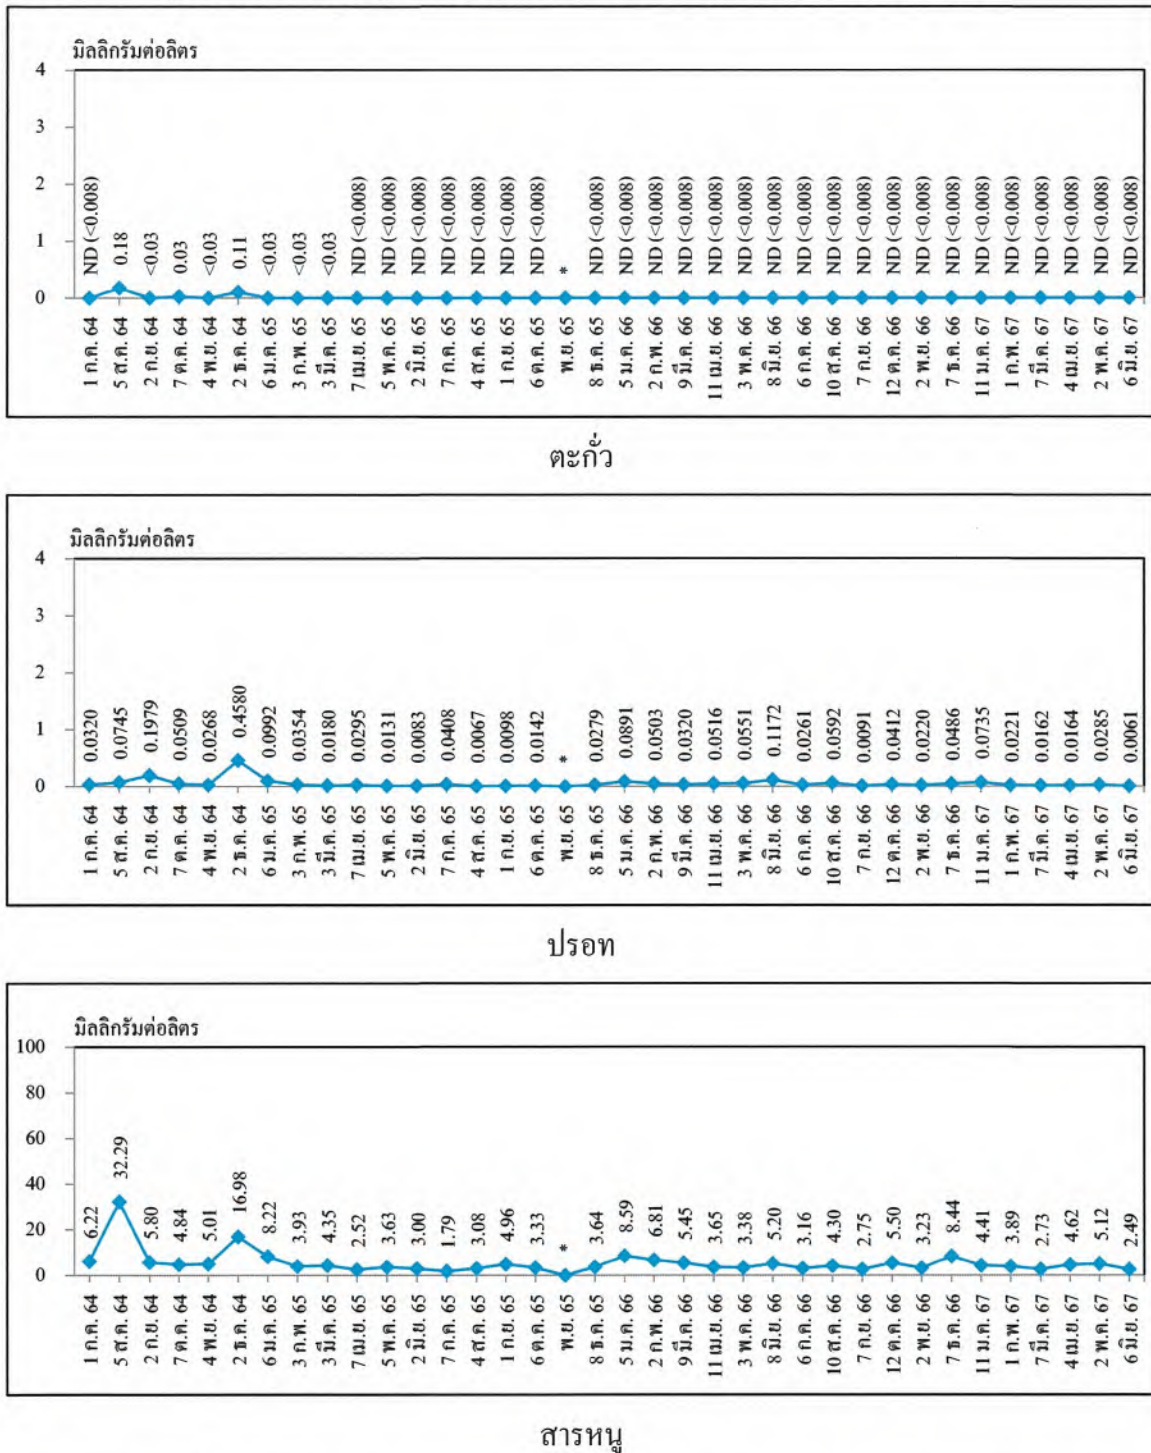 มิลลิกรัมต่อลิตร
4
3
2
1
0
ND (<0.008) 0.18 <0.03 0.03 <0.03 0.11 <0.03 <0.03 <0.03 ND (<0.008) ND (<0.008) ND (<0.008) ND (<0.008) ND (<0.008) ND (<0.008) ND (<0.008) * ND (<0.008) ND (<0.008) ND (<0.008) ND (<0.008) ND (<0.008) ND (<0.008) ND (<0.008) ND (<0.008) ND (<0.008) ND (<0.008) ND (<0.008) ND (<0.008) ND (<0.008) ND (<0.008) ND (<0.008) ND (<0.008) ND (<0.008) ND (<0.008) ND (<0.008)
1 ก.ค. 64 5 ส.ค. 64 2 ก.ย. 64 7 ต.ค. 64 4 พ.ย. 64 2 ธ.ค. 64 6 ม.ค. 65 3 ก.พ. 65 3 มี.ค. 65 7 เม.ย. 65 5 พ.ค. 65 2 มิ.ย. 65 7 ก.ค. 65 4 ส.ค. 65 1 ก.ย. 65 6 ต.ค. 65 พ.ย. 65 8 ธ.ค. 65 5 ม.ค. 66 2 ก.พ. 66 9 มี.ค. 66 11 เม.ย. 66 3 พ.ค. 66 8 มิ.ย. 66 6 ก.ค. 66 10 ส.ค. 66 7 ก.ย. 66 12 ต.ค. 66 2 พ.ย. 66 7 ธ.ค. 66 11 ม.ค. 67 1 ก.พ. 67 7 มี.ค. 67 4 เม.ย. 67 2 พ.ค. 67 6 มิ.ย. 67
ตะกั่ว
มิลลิกรัมต่อลิตร
4
3
2
1
0
0.0320 0.0745 0.1979 0.0509 0.0268 0.4580 0.0992 0.0354 0.0180 0.0295 0.0131 0.0083 0.0408 0.0067 0.0098 0.0142 * 0.0279 0.0891 0.0503 0.0320 0.0516 0.0551 0.1172 0.0261 0.0592 0.0091 0.0412 0.0220 0.0486 0.0735 0.0221 0.0162 0.0164 0.0285 0.0061
1 ก.ค. 64 5 ส.ค. 64 2 ก.ย. 64 7 ต.ค. 64 4 พ.ย. 64 2 ธ.ค. 64 6 ม.ค. 65 3 ก.พ. 65 3 มี.ค. 65 7 เม.ย. 65 5 พ.ค. 65 2 มิ.ย. 65 7 ก.ค. 65 4 ส.ค. 65 1 ก.ย. 65 6 ต.ค. 65 พ.ย. 65 8 ธ.ค. 65 5 ม.ค. 66 2 ก.พ. 66 9 มี.ค. 66 11 เม.ย. 66 3 พ.ค. 66 8 มิ.ย. 66 6 ก.ค. 66 10 ส.ค. 66 7 ก.ย. 66 12 ต.ค. 66 2 พ.ย. 66 7 ธ.ค. 66 11 ม.ค. 67 1 ก.พ. 67 7 มี.ค. 67 4 เม.ย. 67 2 พ.ค. 67 6 มิ.ย. 67
ปรอท
มิลลิกรัมต่อลิตร
100
80
60
40
20
0
6.22 32.29 5.80 4.84 5.01 16.98 8.22 3.93 4.35 2.52 3.63 3.00 1.79 3.08 4.96 3.33 * 3.64 8.59 6.81 5.45 3.65 3.38 5.20 3.16 4.30 2.75 5.50 3.23 8.44 4.41 3.89 2.73 4.62 5.12 2.49
1 ก.ค. 64 5 ส.ค. 64 2 ก.ย. 64 7 ต.ค. 64 4 พ.ย. 64 2 ธ.ค. 64 6 ม.ค. 65 3 ก.พ. 65 3 มี.ค. 65 7 เม.ย. 65 5 พ.ค. 65 2 มิ.ย. 65 7 ก.ค. 65 4 ส.ค. 65 1 ก.ย. 65 6 ต.ค. 65 พ.ย. 65 8 ธ.ค. 65 5 ม.ค. 66 2 ก.พ. 66 9 มี.ค. 66 11 เม.ย. 66 3 พ.ค. 66 8 มิ.ย. 66 6 ก.ค. 66 10 ส.ค. 66 7 ก.ย. 66 12 ต.ค. 66 2 พ.ย. 66 7 ธ.ค. 66 11 ม.ค. 67 1 ก.พ. 67 7 มี.ค. 67 4 เม.ย. 67 2 พ.ค. 67 6 มิ.ย. 67
สารหนู